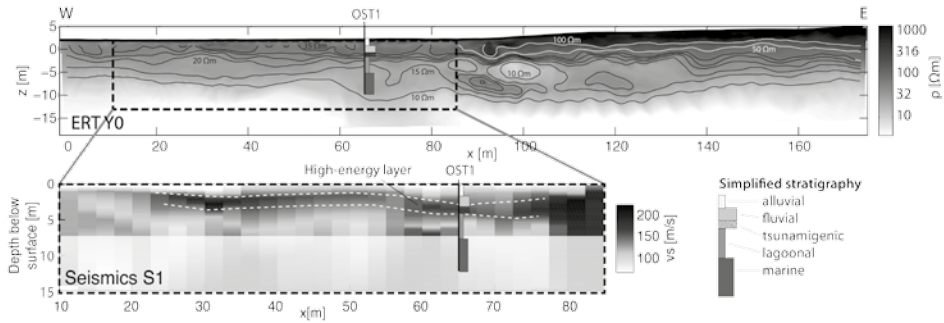 W OST1 E
5
0
-5
-10
-15
z [m]
100 Ωm
50 Ωm
20 Ωm
15 Ωm
10 Ωm
10 Ωm
ERT Y0
0 20 40 60 80 100 120 140 160
x [m]
1000
316
100
32
10
ρ [Ωm]
High-energy layer
OST1
0
5
10
15
Depth below
surface [m]
Seismics S1
10 20 30 40 50 60 70 80
x[m]
200
150
100
vs [m/s]
Simplified stratigraphy
alluvial
fluvial
tsunamigenic
lagoonal
marine